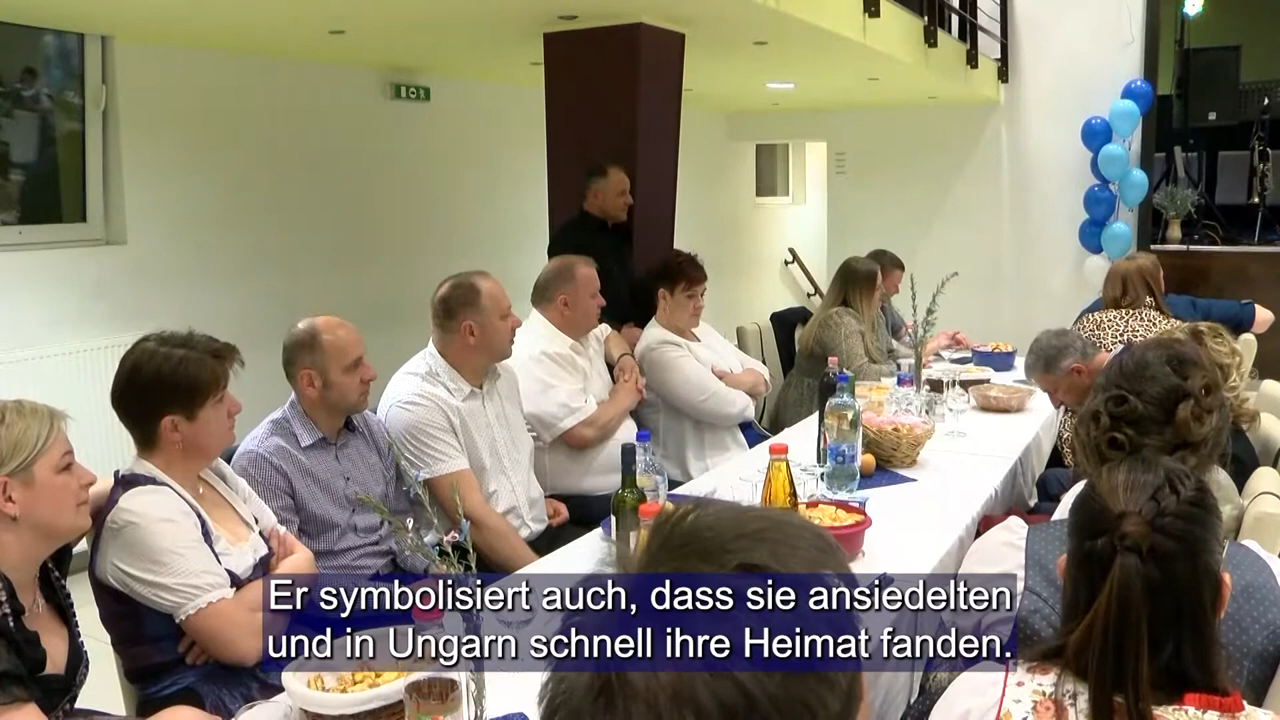 Er symbolisiert auch, dass sie ansiedelten
und in Ungarn schnell ihre Heimat fanden.